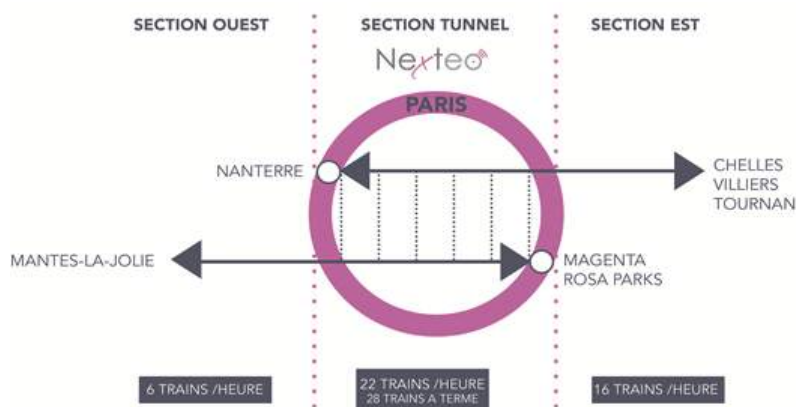 SECTION OUEST
SECTION TUNNEL
SECTION EST
Nexteo
PARIS
NANTERRE
CHELLES
VILLIERS
TOURNAN
MANTES-LA-JOLIE
MAGENTA
ROSA PARKS
6 TRAINS /HEURE
22 TRAINS /HEURE
28 TRAINS A TERME
16 TRAINS /HEURE